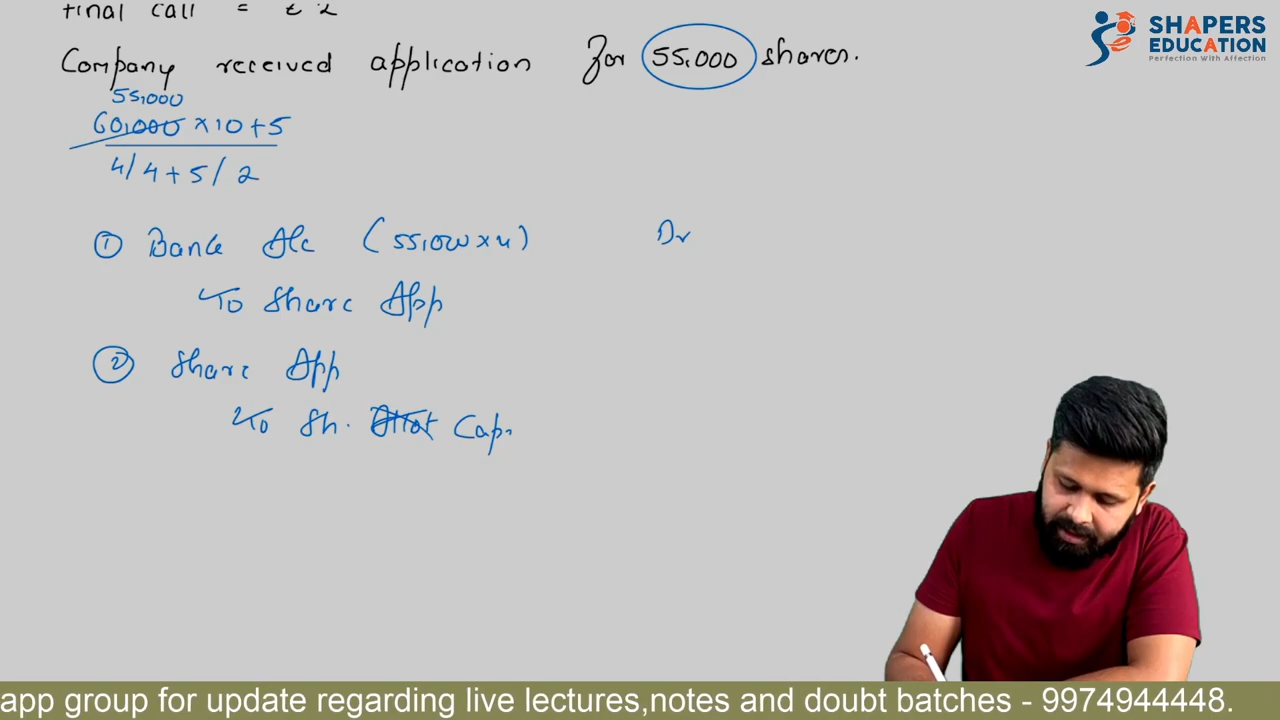 final call = ₹ 2
SHAPERS
EDUCATION
Perfection With Affection
Company received application for 55,000 shares.
55,000
60,000 x 10 + 5
4 / 4 + 5 / 2
① Bank A/c (55,000 x 4) Dr
To Share App
② Share App
To Sh. Allot Cap.
app group for update regarding live lectures,notes and doubt batches - 9974944448.